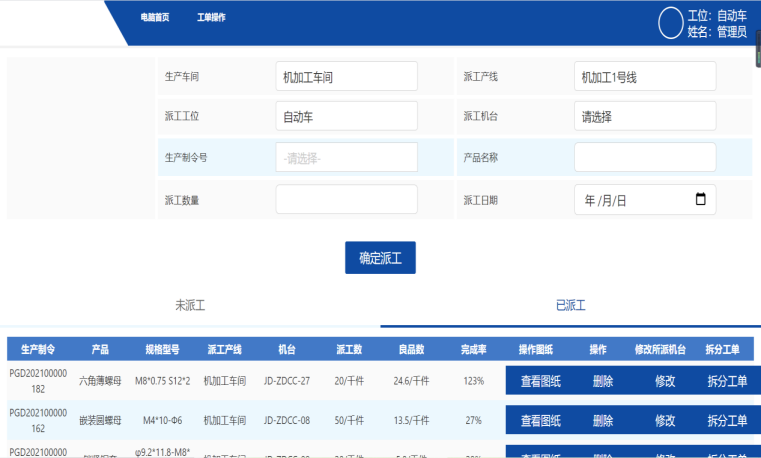 电脑首页 工单操作 工位：自动车
姓名：管理员
生产车间 机加工车间 派工产线 机加工1号线
派工工位 自动车 派工机台 请选择
生产制令号 -请选择- 产品名称
派工数量 派工日期 年 /月/日
确定派工
未派工 已派工
生产制令 产品 规格型号 派工产线 机台 派工数 良品数 完成率 操作图纸 操作 修改所派机台 拆分工单
PGD202100000182 六角薄螺母 M8*0.75 S12*2 机加工车间 JD-ZDCC-27 20/千件 24.6/千件 123% 查看图纸 删除 修改 拆分工单
PGD202100000162 嵌装圆螺母 M4*10-Φ6 机加工车间 JD-ZDCC-08 50/千件 13.5/千件 27% 查看图纸 删除 修改 拆分工单
PGD202100000 φ9.2*11.8-M8* 机加工车间 查看图纸 删除 修改 拆分工单